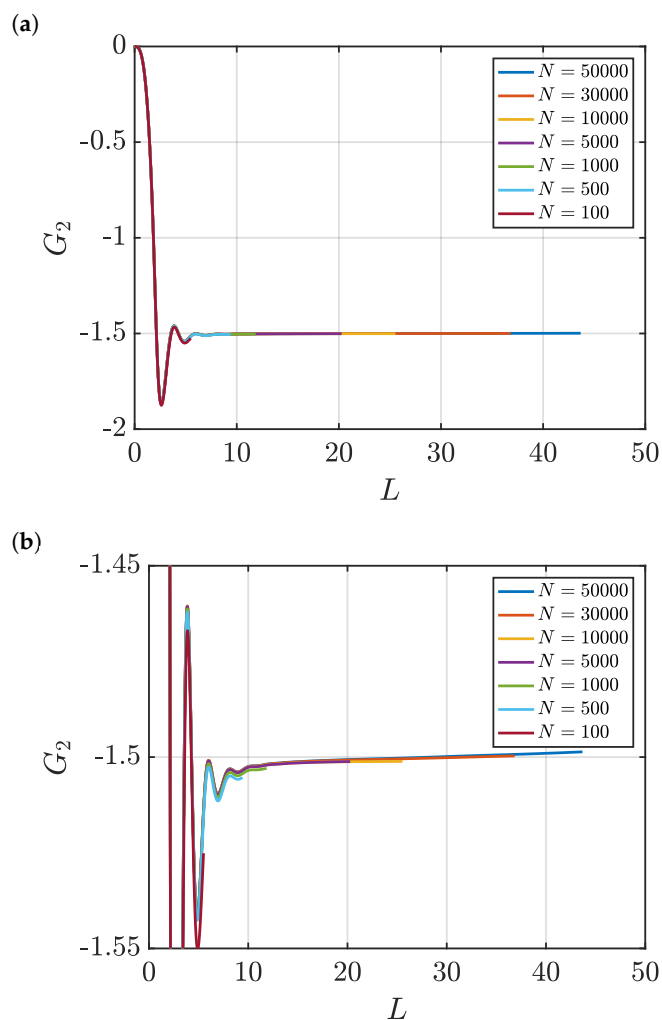 (a)
0
-0.5
-1
-1.5
-2
G2
0 10 20 30 40 50
L
N = 50000
N = 30000
N = 10000
N = 5000
N = 1000
N = 500
N = 100
(b)
-1.45
-1.5
-1.55
G2
0 10 20 30 40 50
L
N = 50000
N = 30000
N = 10000
N = 5000
N = 1000
N = 500
N = 100